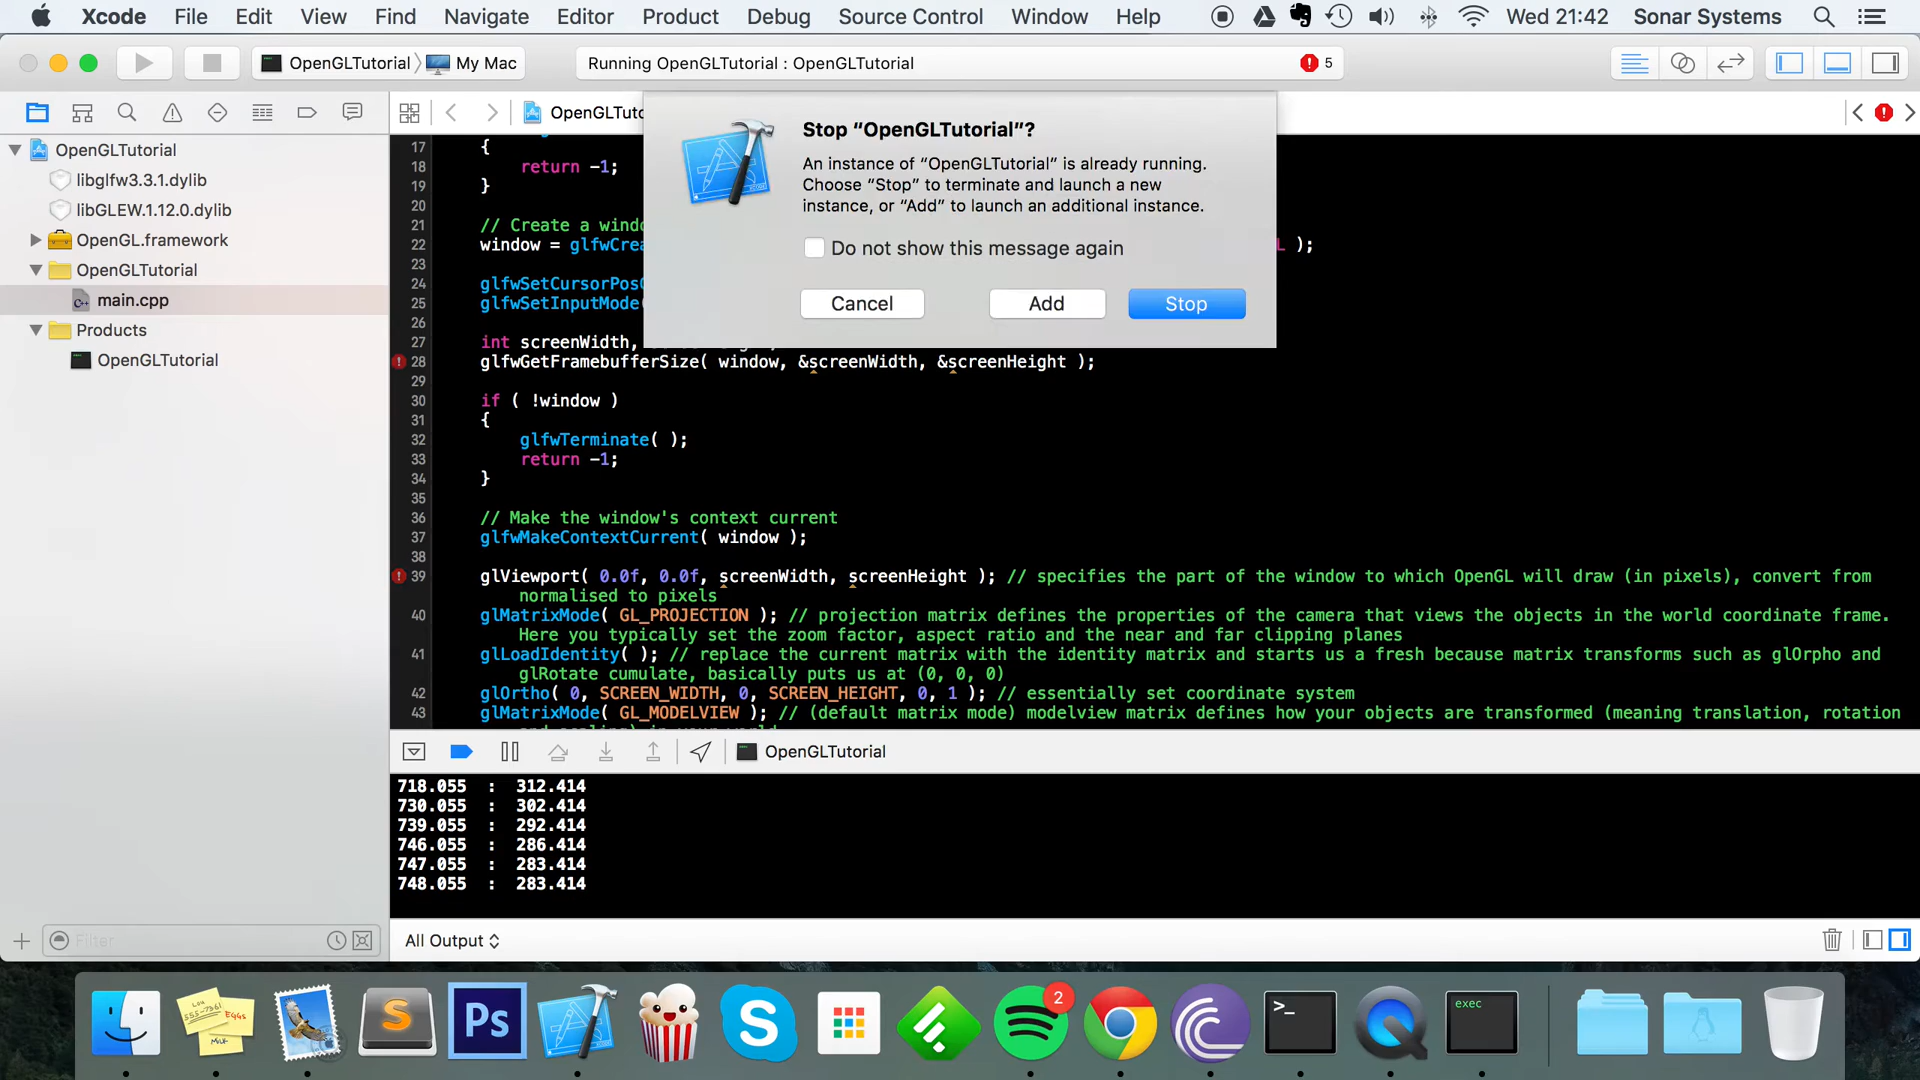 Xcode File Edit View Find Navigate Editor Product Debug Source Control Window Help Wed 21:42 Sonar Systems
OpenGLTutorial My Mac Running OpenGLTutorial : OpenGLTutorial 5
OpenGLTuto
OpenGLTutorial
libglfw3.3.1.dylib
libGLEW.1.12.0.dylib
OpenGL.framework
OpenGLTutorial
main.cpp
Products
OpenGLTutorial
Filter
Stop “OpenGLTutorial”?
An instance of “OpenGLTutorial” is already running.
Choose “Stop” to terminate and launch a new
instance, or “Add” to launch an additional instance.
Do not show this message again
Cancel Add Stop
17 {
18 return -1;
19 }
20
21 // Create a windo
22 window = glfwCrea L );
23
24 glfwSetCursorPosC
25 glfwSetInputMode(
26
27 int screenWidth,
28 glfwGetFramebufferSize( window, &screenWidth, &screenHeight );
29
30 if ( !window )
31 {
32 glfwTerminate( );
33 return -1;
34 }
35
36 // Make the window's context current
37 glfwMakeContextCurrent( window );
38
39 glViewport( 0.0f, 0.0f, screenWidth, screenHeight ); // specifies the part of the window to which OpenGL will draw (in pixels), convert from
normalised to pixels
40 glMatrixMode( GL_PROJECTION ); // projection matrix defines the properties of the camera that views the objects in the world coordinate frame.
Here you typically set the zoom factor, aspect ratio and the near and far clipping planes
41 glLoadIdentity( ); // replace the current matrix with the identity matrix and starts us a fresh because matrix transforms such as glOrpho and
glRotate cumulate, basically puts us at (0, 0, 0)
42 glOrtho( 0, SCREEN_WIDTH, 0, SCREEN_HEIGHT, 0, 1 ); // essentially set coordinate system
43 glMatrixMode( GL_MODELVIEW ); // (default matrix mode) modelview matrix defines how your objects are transformed (meaning translation, rotation
OpenGLTutorial
718.055 : 312.414
730.055 : 302.414
739.055 : 292.414
746.055 : 286.414
747.055 : 283.414
748.055 : 283.414
All Output
S
Ps
2
>_
exec